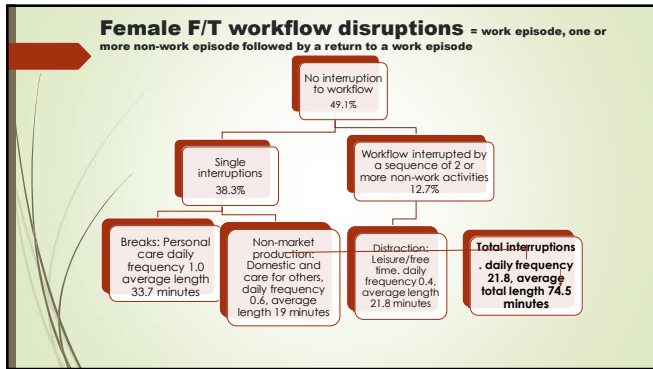 Female F/T workflow disruptions = work episode, one or
more non-work episode followed by a return to a work episode
No interruption
to workflow
49.1%
Single
interruptions
38.3%
Workflow interrupted by
a sequence of 2 or
more non-work activities
12.7%
Breaks: Personal
care daily
frequency 1.0
average length
33.7 minutes
Non-market
production:
Domestic and
care for others,
daily frequency
0.6, average
length 19 minutes
Distraction:
Leisure/free
time. daily
frequency 0.4,
average length
21.8 minutes
Total interruptions
. daily frequency
21.8, average
total length 74.5
minutes